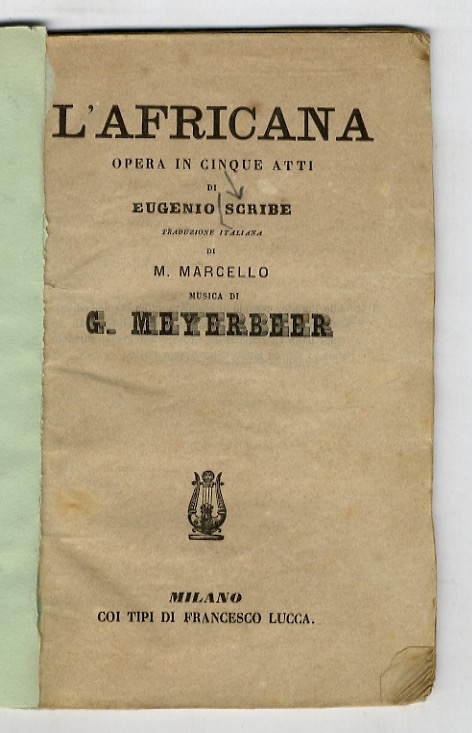 L'AFRICANA
OPERA IN CINQUE ATTI
DI
EUGENIO SCRIBE
TRADUZIONE ITALIANA
DI
M. MARCELLO
MUSICA DI
G. MEYERBEER
MILANO
COI TIPI DI FRANCESCO LUCCA.